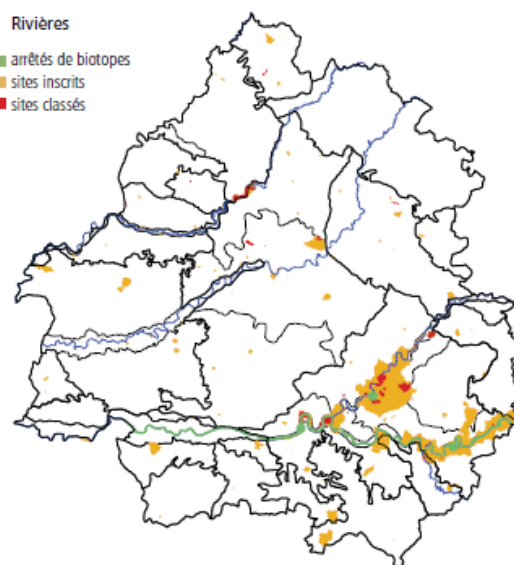 Rivières
arrêtés de biotopes
sites inscrits
sites classés